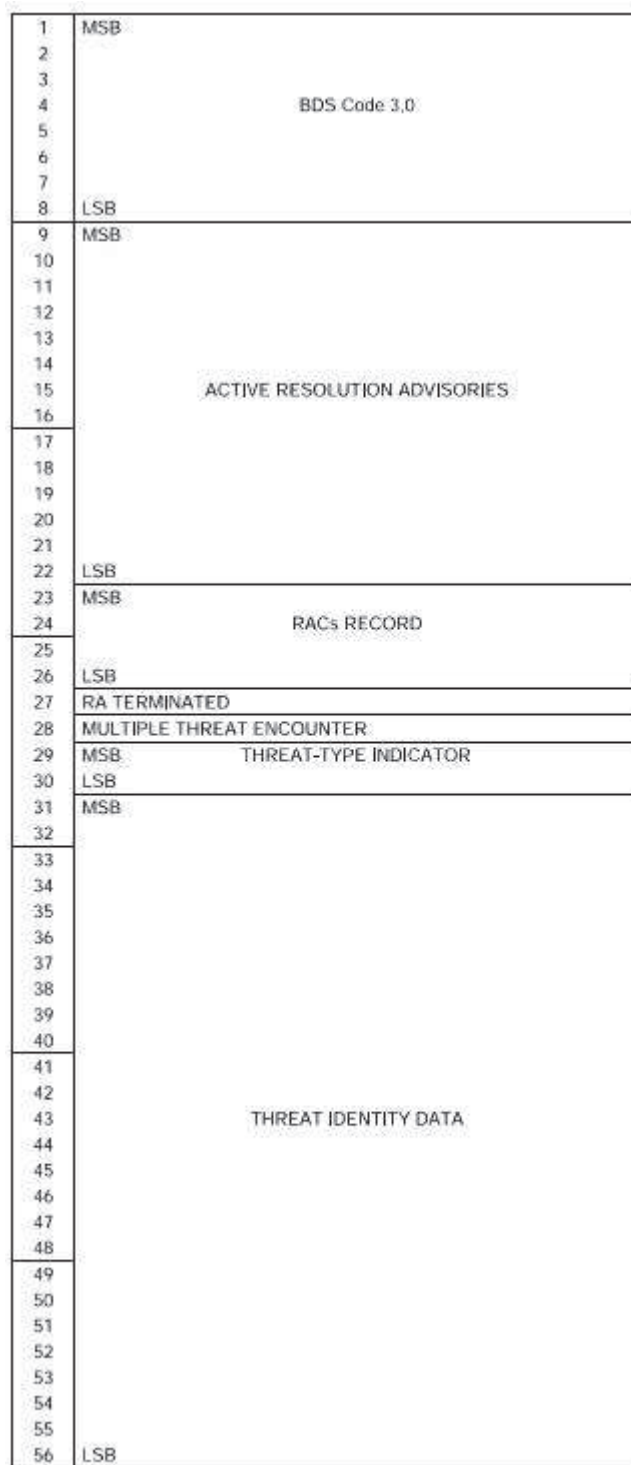 1 MSB
2
3
4 BDS Code 3,0
5
6
7
8 LSB
9 MSB
10
11
12
13
14
15 ACTIVE RESOLUTION ADVISORIES
16
17
18
19
20
21
22 LSB
23 MSB
24 RACs RECORD
25
26 LSB
27 RA TERMINATED
28 MULTIPLE THREAT ENCOUNTER
29 MSB THREAT-TYPE INDICATOR
30 LSB
31 MSB
32
33
34
35
36
37
38
39
40
41
42
43 THREAT IDENTITY DATA
44
45
46
47
48
49
50
51
52
53
54
55
56 LSB